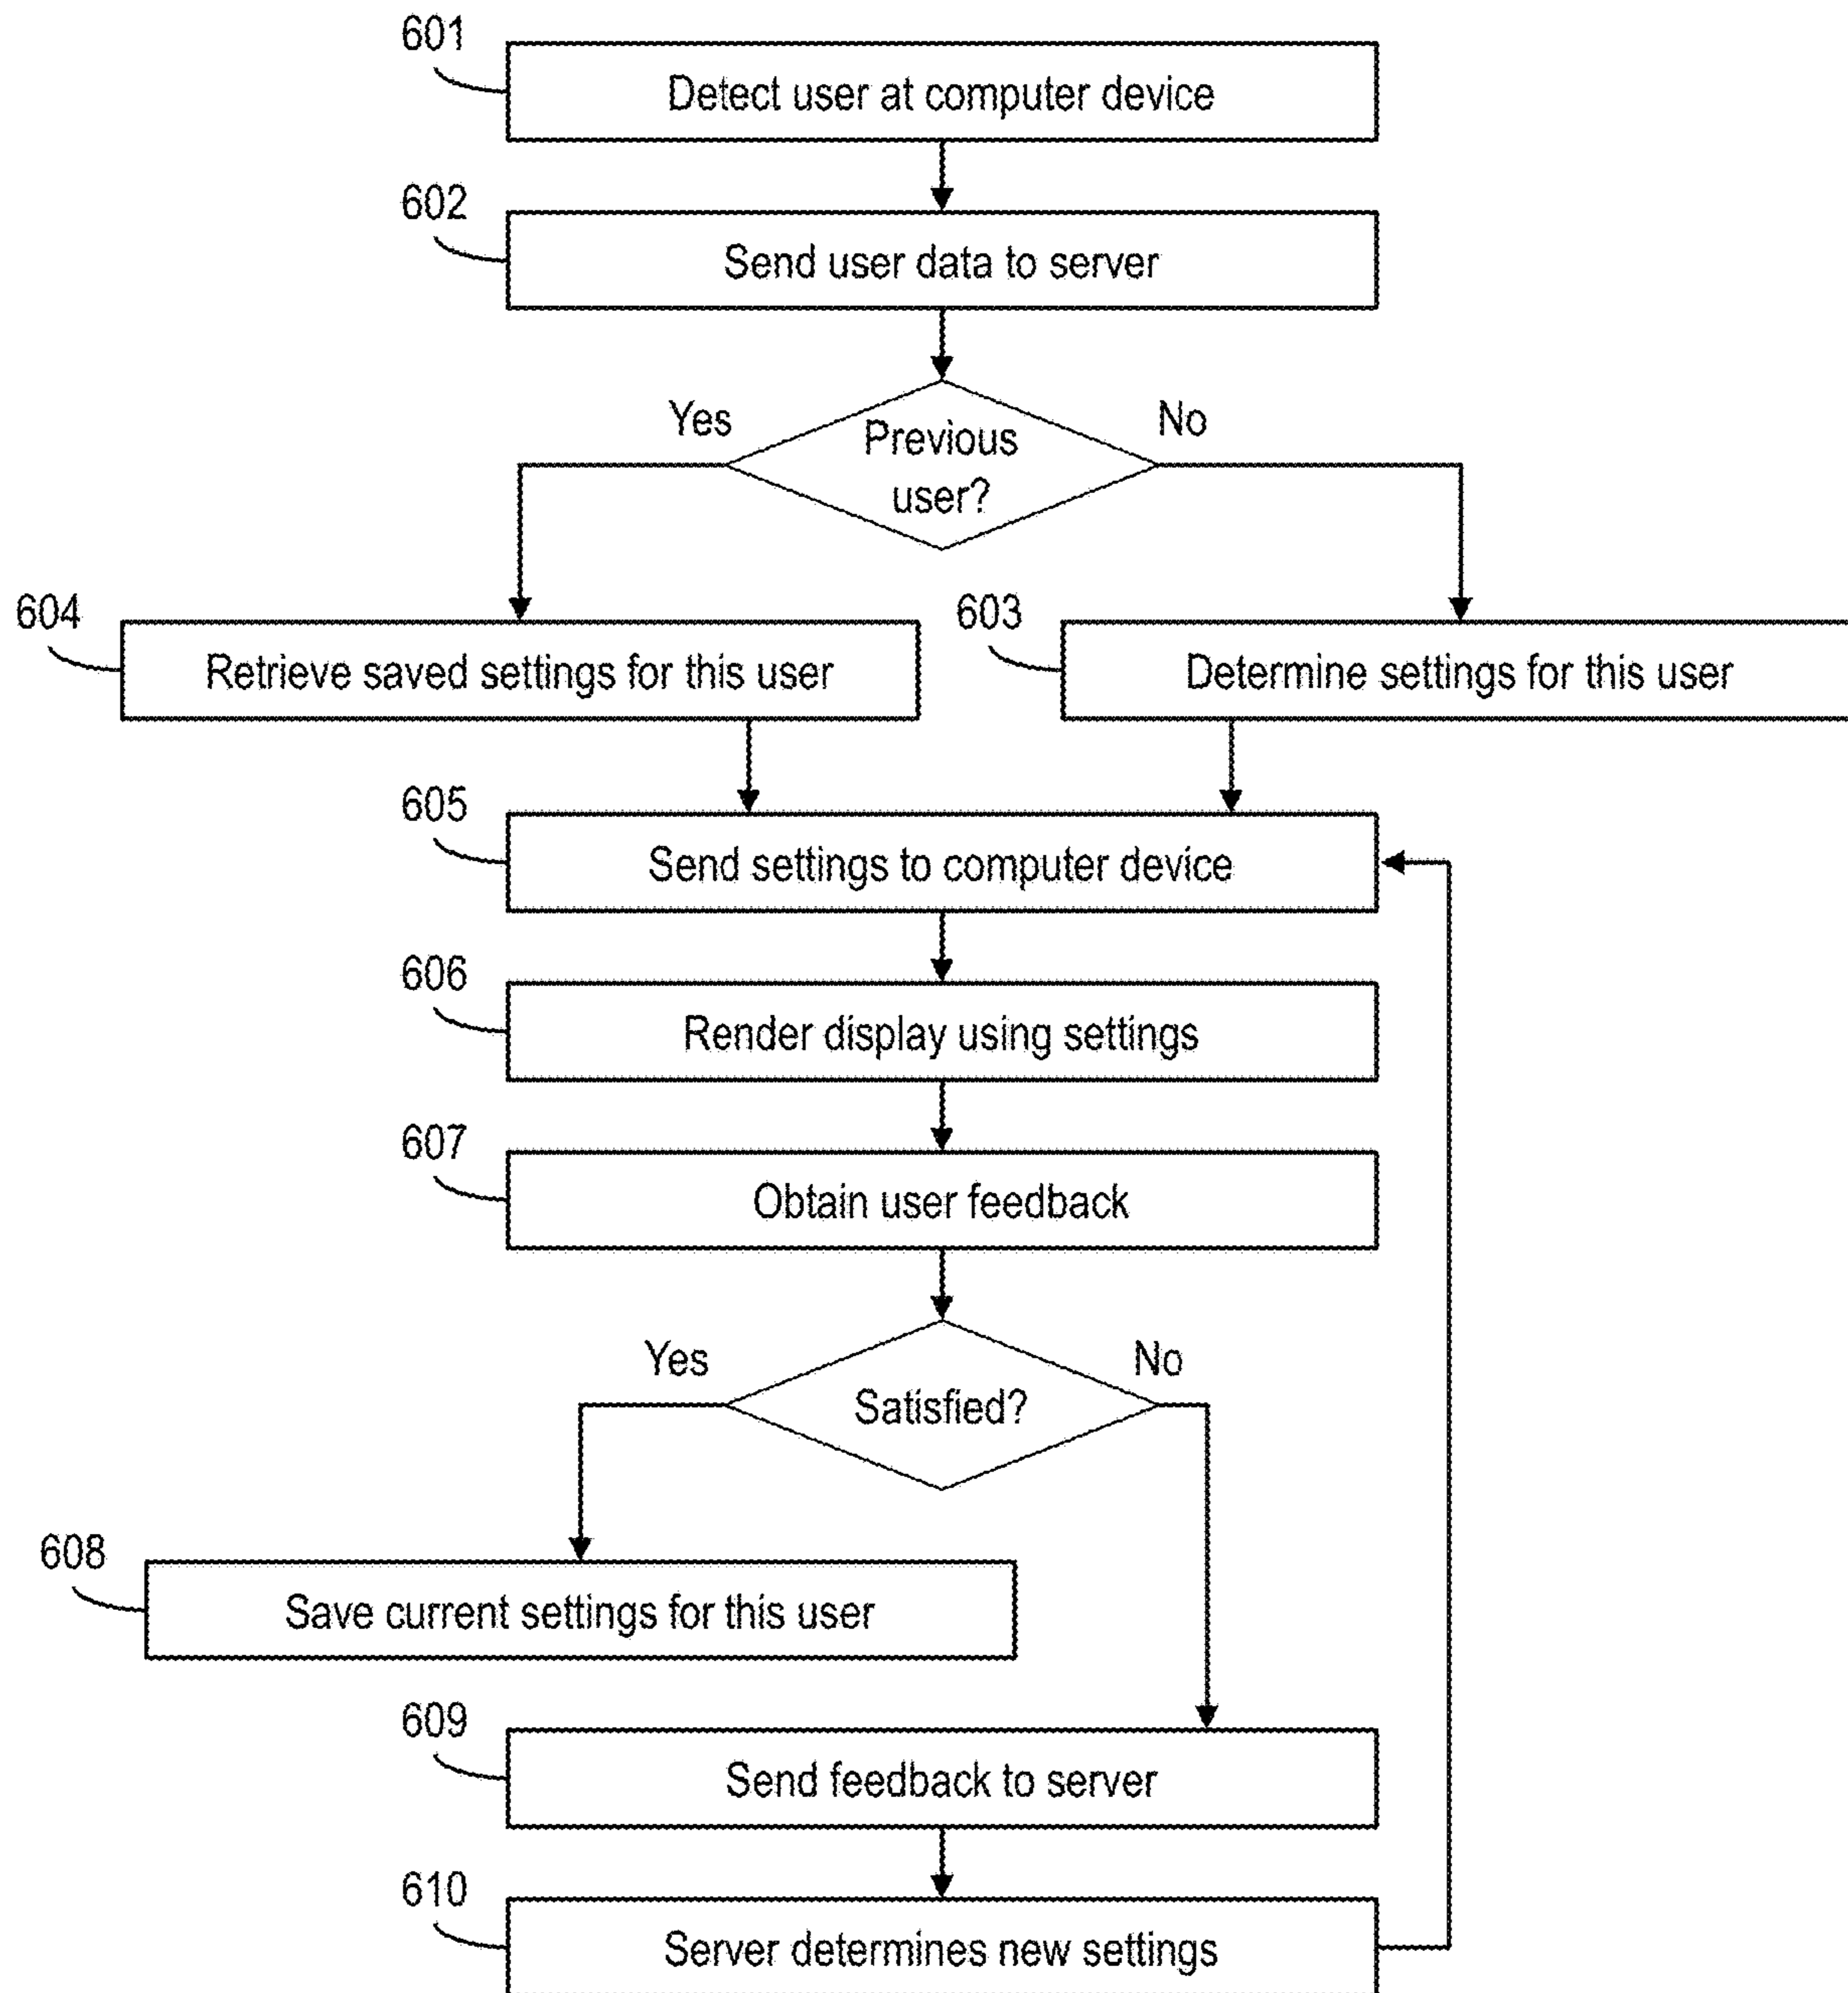 601
Detect user at computer device
602
Send user data to server
Yes
No
Previous
user?
604
Retrieve saved settings for this user
603
Determine settings for this user
605
Send settings to computer device
606
Render display using settings
607
Obtain user feedback
Yes
No
Satisfied?
608
Save current settings for this user
609
Send feedback to server
610
Server determines new settings